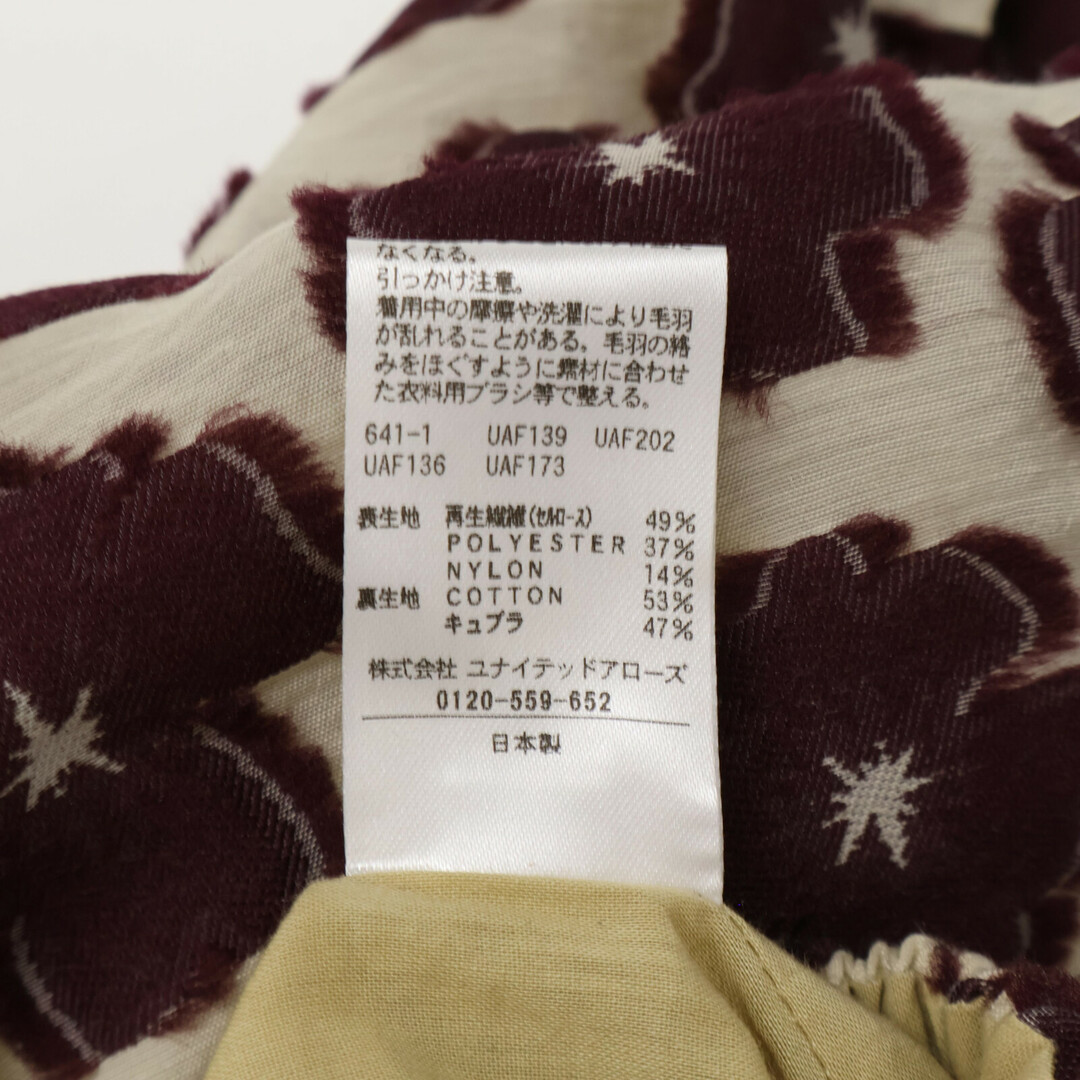 なくなる。
引っかけ注意。
着用中の摩擦や洗濯により毛羽
が乱れることがある。毛羽の絡
みをほぐすように素材に合わせ
た衣料用ブラシ等で整える。
641-1 UAF139 UAF202
UAF136 UAF173
表生地 再生繊維(セルロース) 49%
POLYESTER 37%
NYLON 14%
裏生地 COTTON 53%
キュプラ 47%
株式会社 ユナイテッドアローズ
0120-559-652
日本製